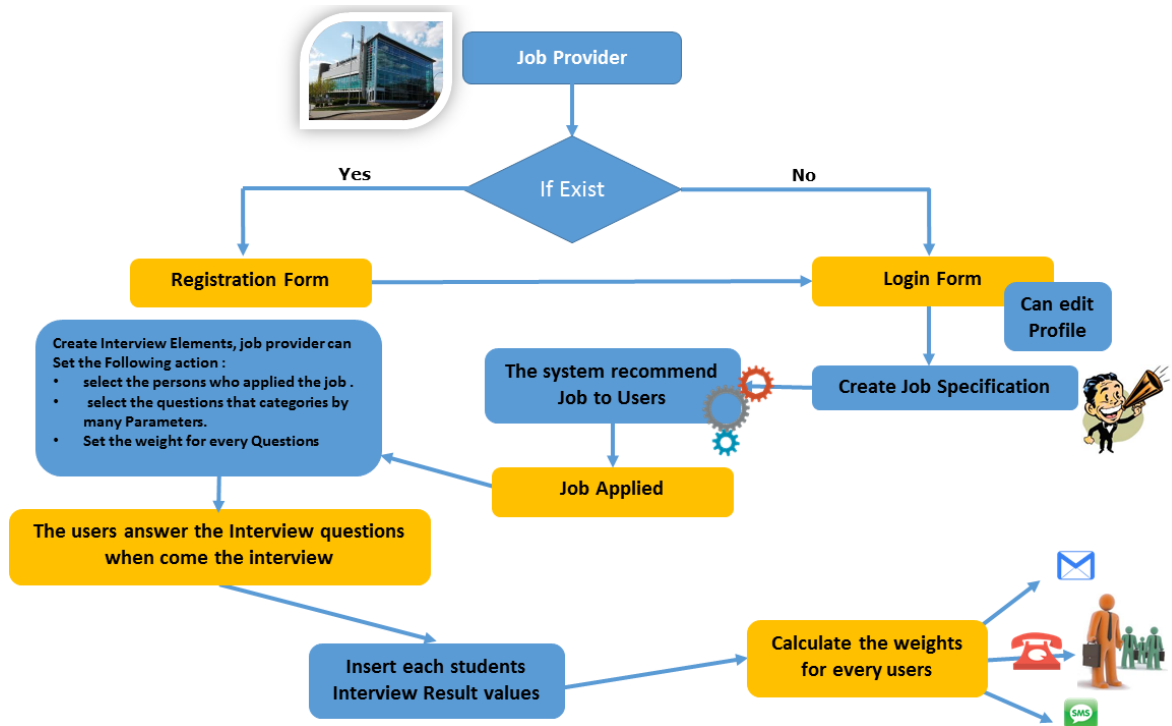 Job Provider
Yes
If Exist
No
Registration Form
Login Form
Can edit
Profile
Create Interview Elements, job provider can
Set the Following action :
• select the persons who applied the job .
• select the questions that categories by
many Parameters.
• Set the weight for every Questions
The system recommend
Job to Users
Create Job Specification
Job Applied
The users answer the Interview questions
when come the interview
Insert each students
Interview Result values
Calculate the weights
for every users
SMS